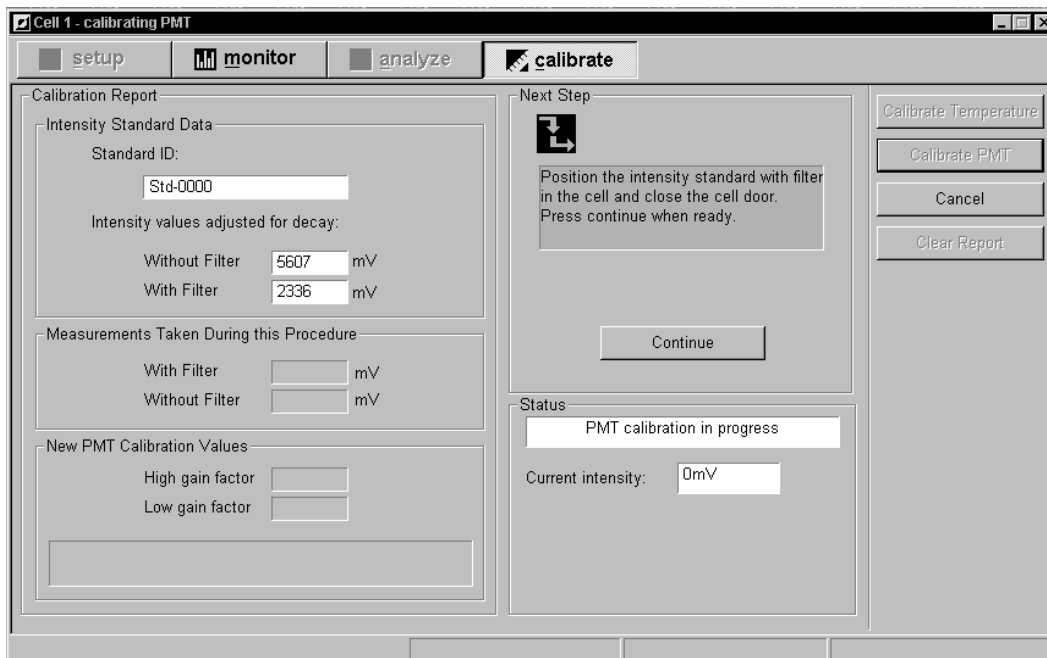 Cell 1 - calibrating PMT
setup monitor analyze calibrate
Calibration Report
Intensity Standard Data
Standard ID:
Std-0000
Intensity values adjusted for decay:
Without Filter 5607 mV
With Filter 2336 mV
Measurements Taken During this Procedure
With Filter mV
Without Filter mV
New PMT Calibration Values
High gain factor
Low gain factor
Next Step
Position the intensity standard with filter
in the cell and close the cell door.
Press continue when ready.
Continue
Status
PMT calibration in progress
Current intensity: 0mV
Calibrate Temperature
Calibrate PMT
Cancel
Clear Report